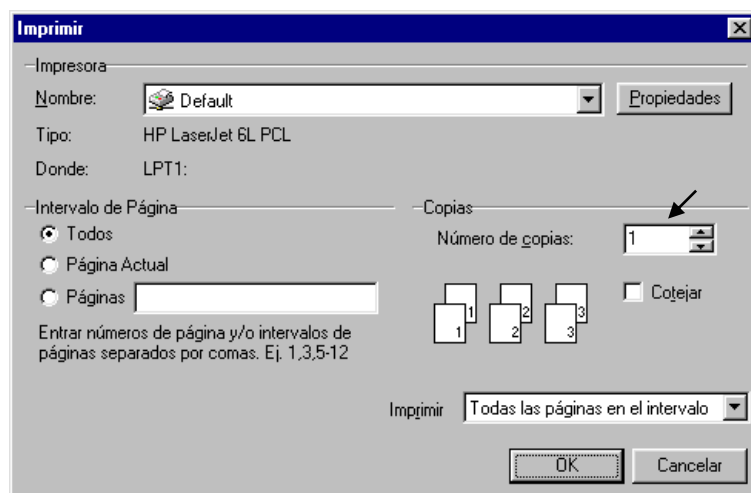 Imprimir
Impresora
Nombre: Default Propiedades
Tipo: HP LaserJet 6L PCL
Donde: LPT1:
Intervalo de Página
Todos
Página Actual
Páginas
Entrar números de página y/o intervalos de
páginas separados por comas. Ej. 1,3,5-12
Copias
Número de copias: 1
1 1 2 2 3 3
Cotejar
Imprimir Todas las páginas en el intervalo
OK Cancelar